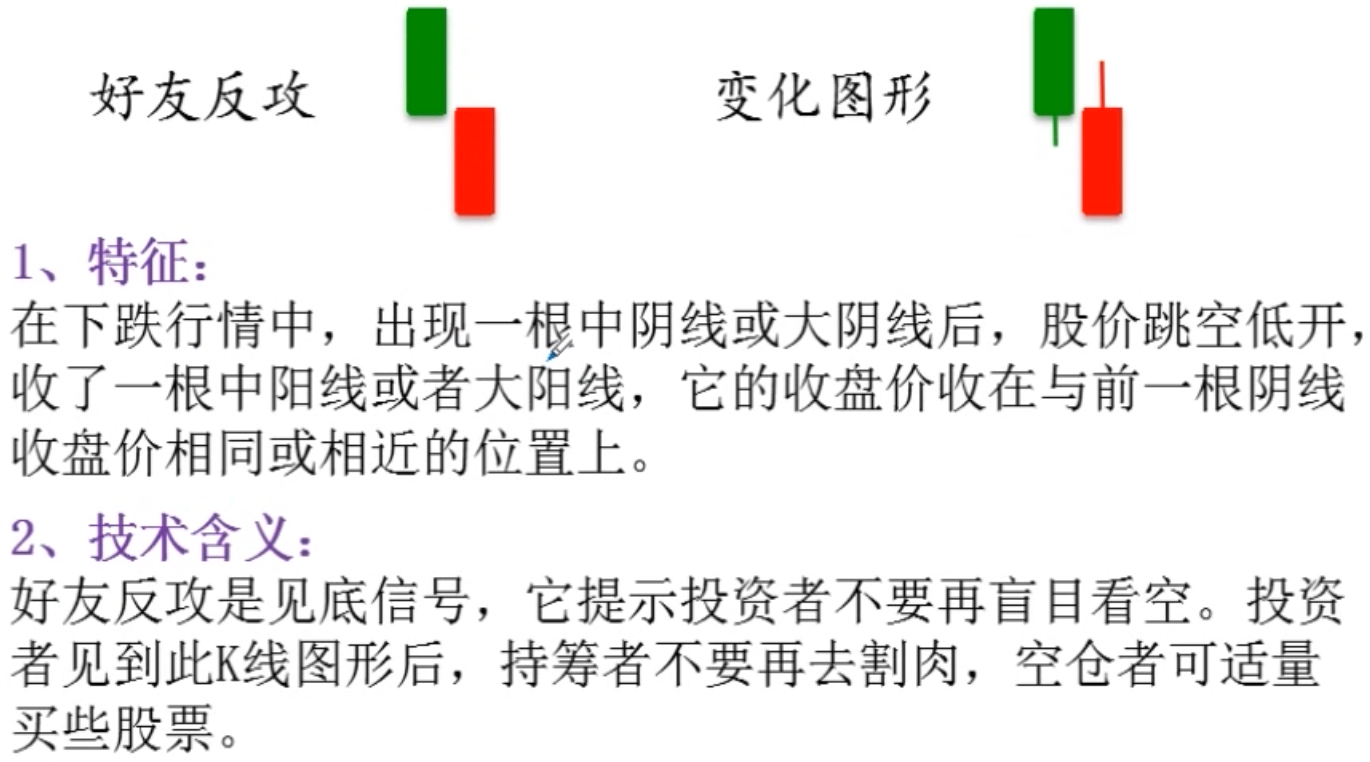 好友反攻
变化图形
1、特征：
在下跌行情中，出现一根中阴线或大阴线后，股价跳空低开，
收了一根中阳线或者大阳线，它的收盘价收在与前一根阴线
收盘价相同或相近的位置上。
2、技术含义：
好友反攻是见底信号，它提示投资者不要再盲目看空。投资
者见到此K线图形后，持筹者不要再去割肉，空仓者可适量
买些股票。